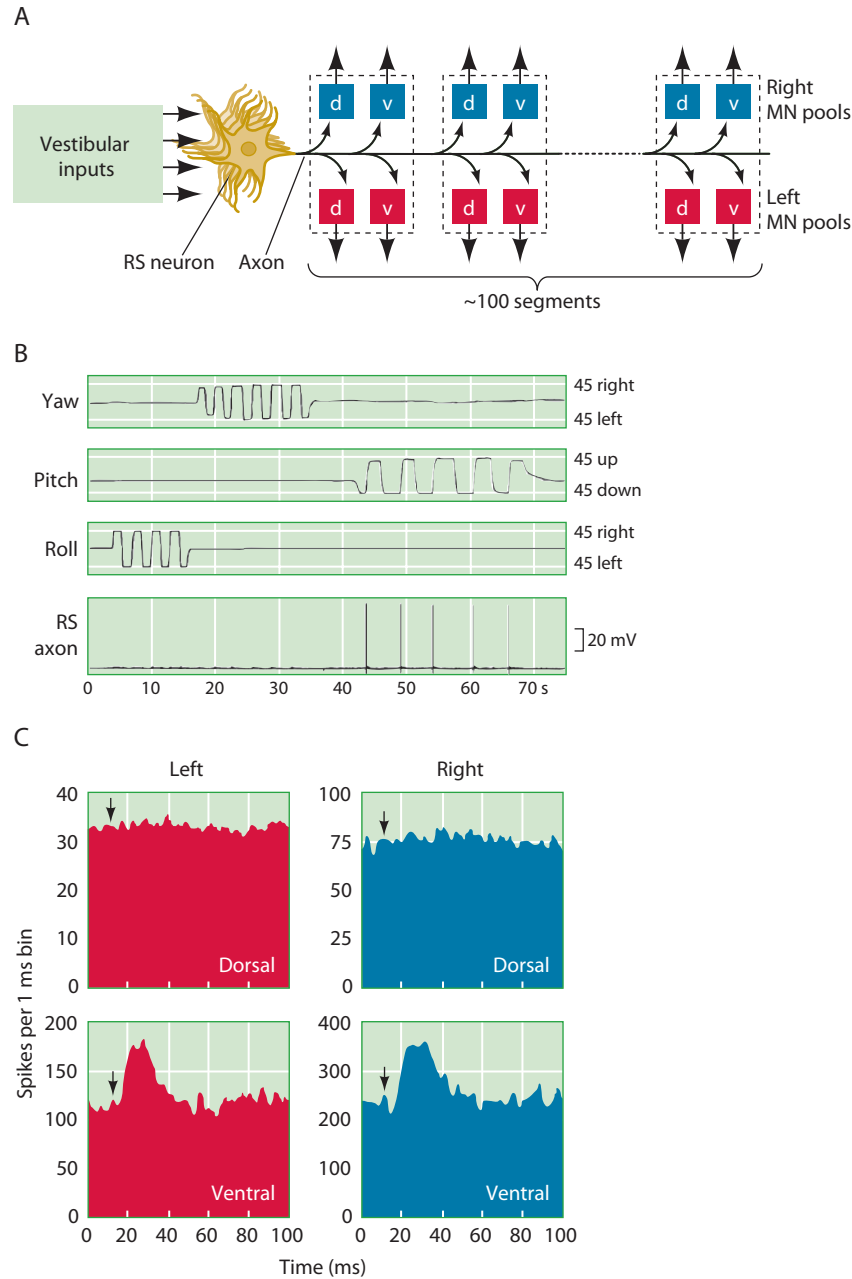 A
Vestibular
inputs
RS neuron
Axon
d v d v d v
Right
MN pools
d v d v d v
Left
MN pools
~100 segments
B
Yaw
45 right
45 left
Pitch
45 up
45 down
Roll
45 right
45 left
RS
axon
20 mV
0 10 20 30 40 50 60 70 s
C
Left
Right
Spikes per 1 ms bin
40
30
20
10
0
Dorsal
100
75
50
25
0
Dorsal
200
150
100
50
0
Ventral
0 20 40 60 80 100
400
300
200
100
0
Ventral
0 20 40 60 80 100
Time (ms)